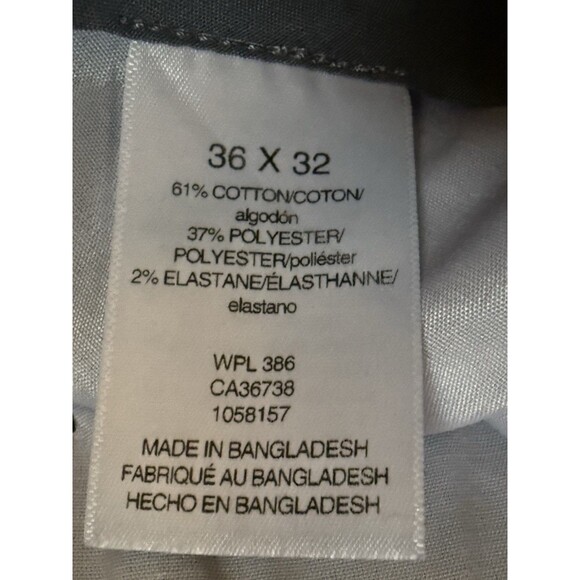 36 X 32
61% COTTON/COTON/
algodón
37% POLYESTER/
POLYESTER/poliéster
2% ELASTANE/ÉLASTHANNE/
elastano
WPL 386
CA36738
1058157
MADE IN BANGLADESH
FABRIQUÉ AU BANGLADESH
HECHO EN BANGLADESH